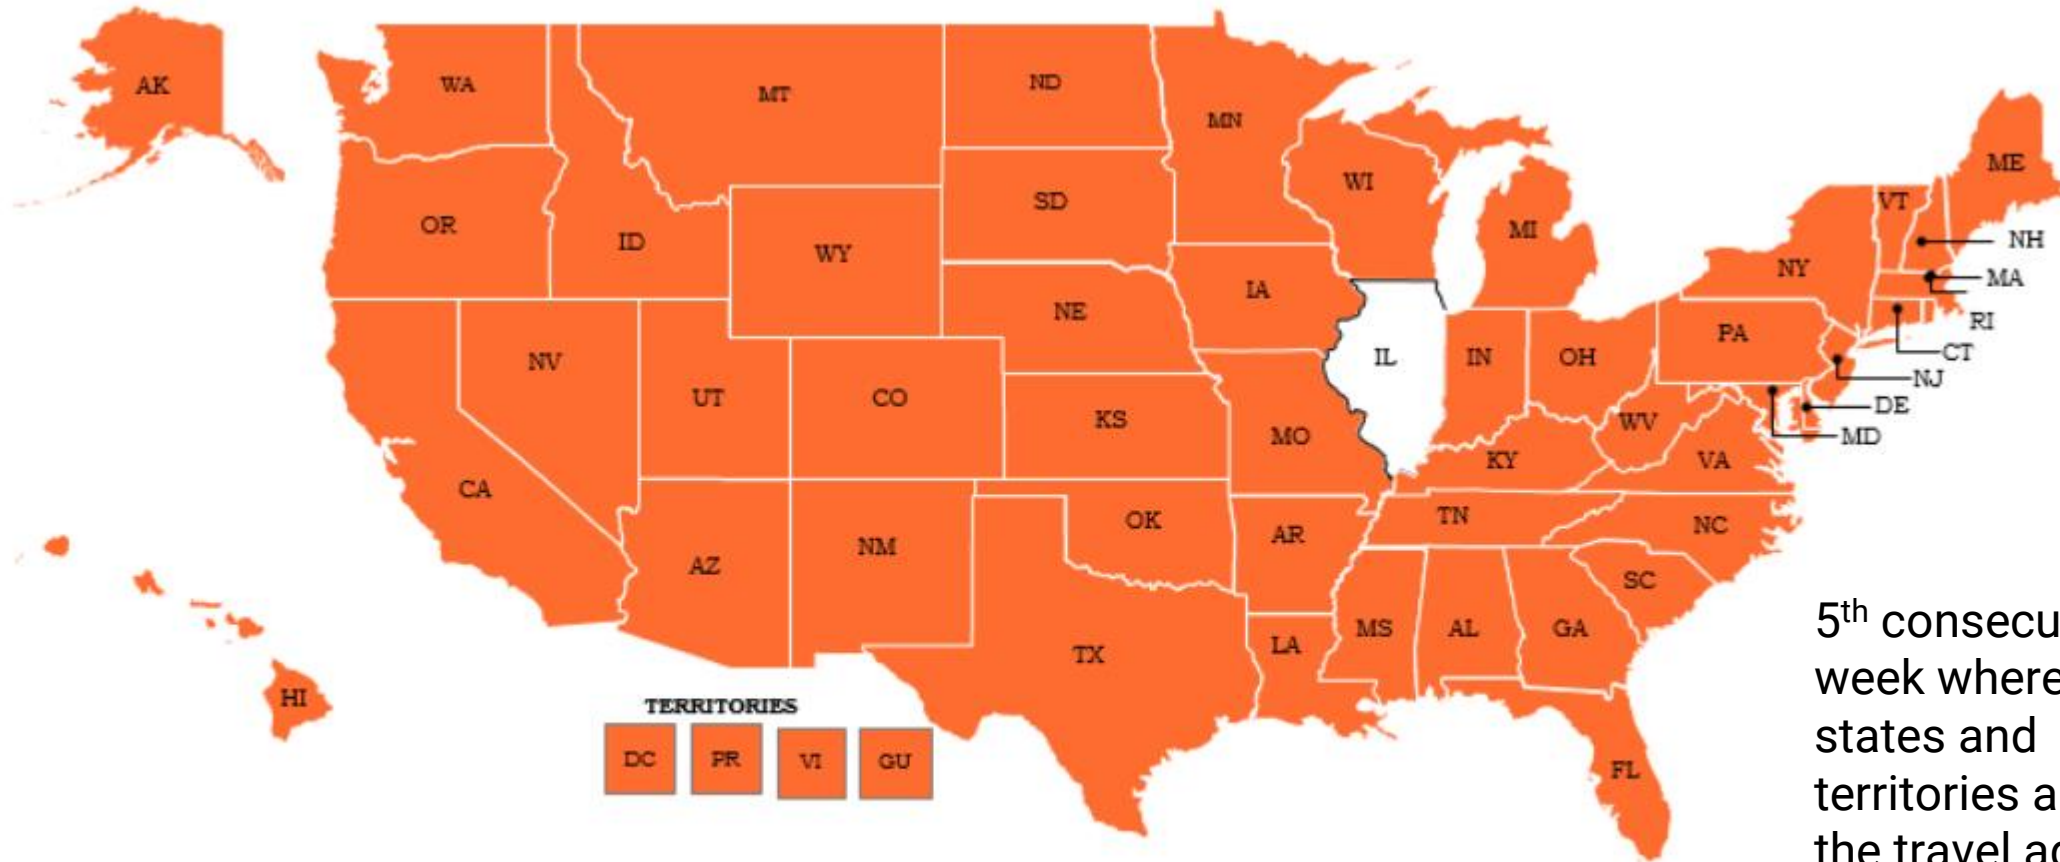 AK
WA
MT
ND
MN
ME
WI
VT
SD
OR
MI
NH
ID
WY
NY
MA
IA
NE
RI
PA
IL
IN
OH
CT
NV
NJ
UT
CO
DE
KS
WV
MO
MD
KY
VA
CA
TN
OK
NC
AR
NM
AZ
SC
MS
AL
GA
LA
TX
HI
TERRITORIES
DC PR VI GU
FL
5th consecu
week where
states and
territories a
the travel ad